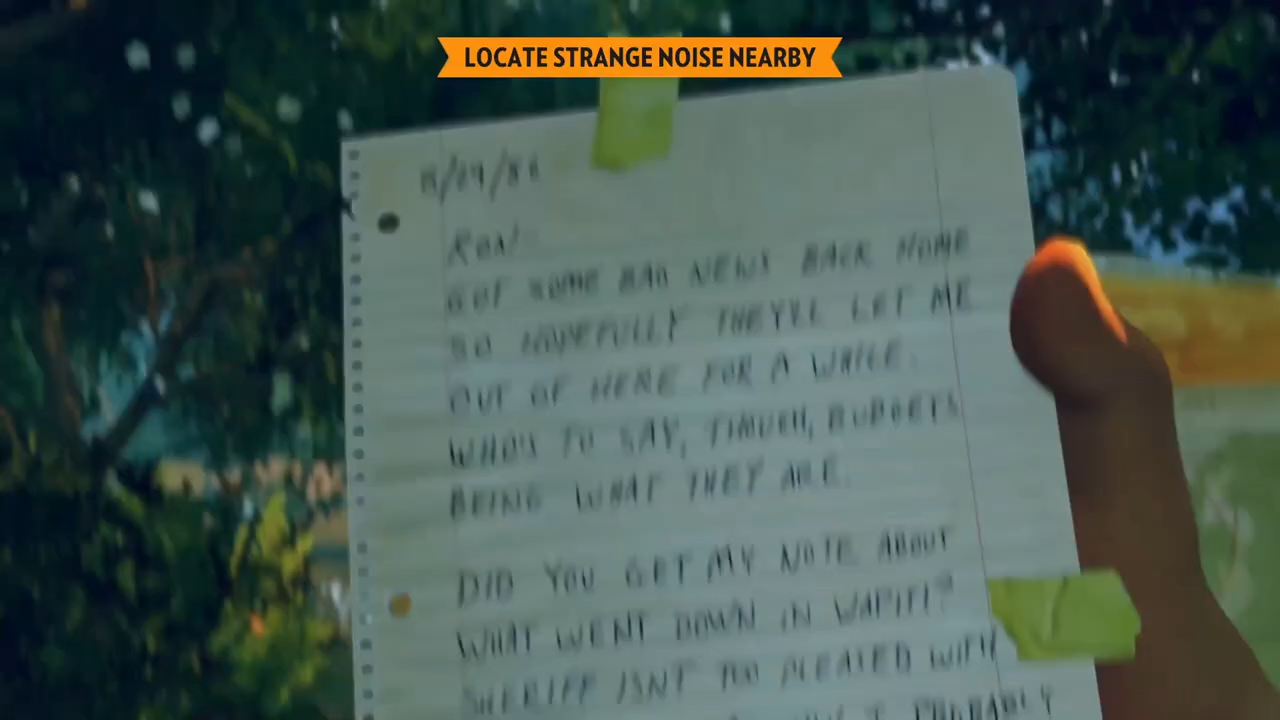 LOCATE STRANGE NOISE NEARBY
RON-
GOT SOME BAD NEWS BACK HOME
SO HOPEFULLY THEY'LL LET ME
OUT OF HERE FOR A WHILE.
WHO'S TO SAY, THOUGH, BUDGETS
BEING WHAT THEY ARE.
DID YOU GET MY NOTE ABOUT
WHAT WENT DOWN IN WAPITI?
SHERIFF ISN'T TOO PLEASED WITH
PROBABLY